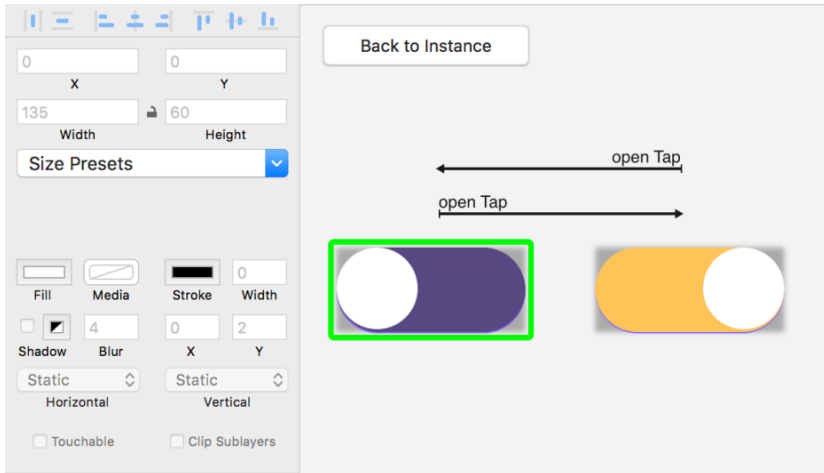 Back to Instance
0
0
X
Y
135
60
Width
Height
Size Presets
open Tap
open Tap
0
Fill
Media
Stroke
Width
4
0
2
Shadow
Blur
X
Y
Static
Static
Horizontal
Vertical
Touchable
Clip Sublayers